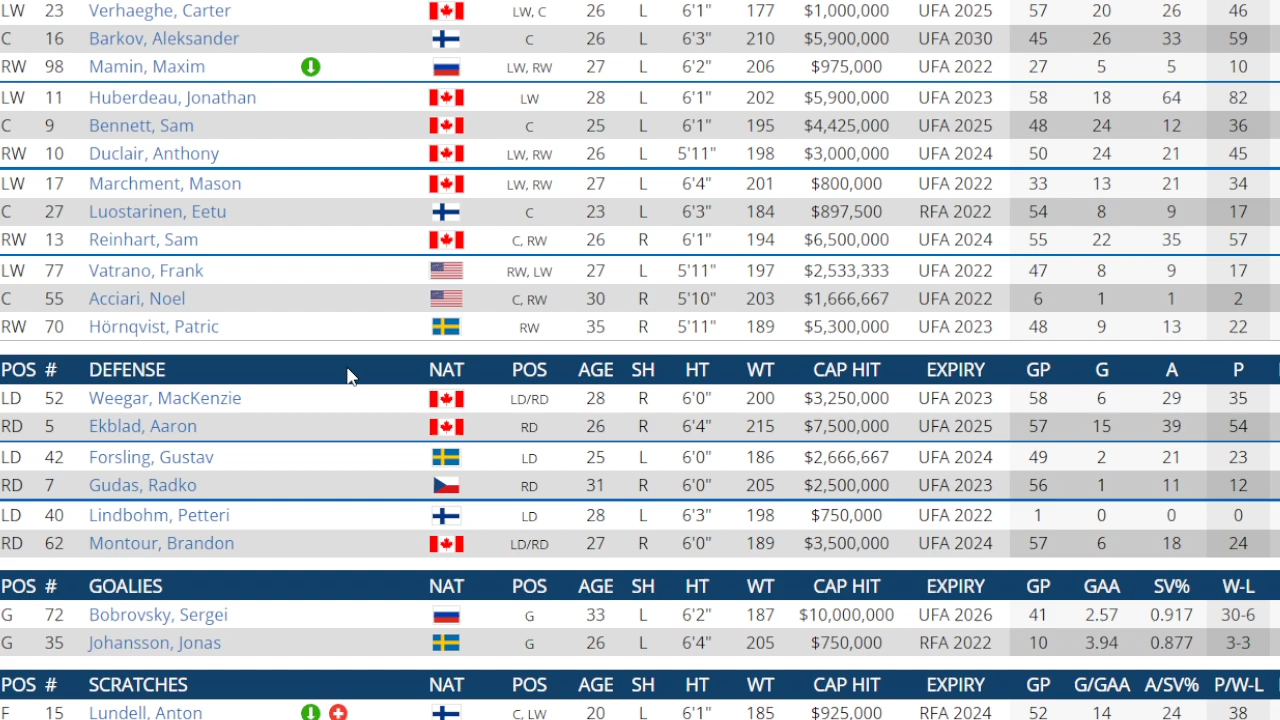 LW 23 Verhaeghe, Carter LW, C 26 L 6'1" 177 $1,000,000 UFA 2025 57 20 26 46
C 16 Barkov, Aleksander C 26 L 6'3" 210 $5,900,000 UFA 2030 45 26 33 59
RW 98 Mamin, Maxim LW, RW 27 L 6'2" 206 $975,000 UFA 2022 27 5 5 10
LW 11 Huberdeau, Jonathan LW 28 L 6'1" 202 $5,900,000 UFA 2023 58 18 64 82
C 9 Bennett, Sam C 25 L 6'1" 195 $4,425,000 UFA 2025 48 24 12 36
RW 10 Duclair, Anthony LW, RW 26 L 5'11" 198 $3,000,000 UFA 2024 50 24 21 45
LW 17 Marchment, Mason LW, RW 27 L 6'4" 201 $800,000 UFA 2022 33 13 21 34
C 27 Luostarinen, Eetu C 23 L 6'3" 184 $897,500 RFA 2022 54 8 9 17
RW 13 Reinhart, Sam C, RW 26 R 6'1" 194 $6,500,000 UFA 2024 55 22 35 57
LW 77 Vatrano, Frank RW, LW 27 L 5'11" 197 $2,533,333 UFA 2022 47 8 9 17
C 55 Acciari, Noel C, RW 30 R 5'10" 203 $1,666,667 UFA 2022 6 1 1 2
RW 70 Hörnqvist, Patric RW 35 R 5'11" 189 $5,300,000 UFA 2023 48 9 13 22
POS # DEFENSE NAT POS AGE SH HT WT CAP HIT EXPIRY GP G A P
LD 52 Weegar, MacKenzie LD/RD 28 R 6'0" 200 $3,250,000 UFA 2023 58 6 29 35
RD 5 Ekblad, Aaron RD 26 R 6'4" 215 $7,500,000 UFA 2025 57 15 39 54
LD 42 Forsling, Gustav LD 25 L 6'0" 186 $2,666,667 UFA 2024 49 2 21 23
RD 7 Gudas, Radko RD 31 R 6'0" 205 $2,500,000 UFA 2023 56 1 11 12
LD 40 Lindbohm, Petteri LD 28 L 6'3" 198 $750,000 UFA 2022 1 0 0 0
RD 62 Montour, Brandon LD/RD 27 R 6'0" 189 $3,500,000 UFA 2024 57 6 18 24
POS # GOALIES NAT POS AGE SH HT WT CAP HIT EXPIRY GP GAA SV% W-L
G 72 Bobrovsky, Sergei G 33 L 6'2" 187 $10,000,000 UFA 2026 41 2.57 0.917 30-6
G 35 Johansson, Jonas G 26 L 6'4" 205 $750,000 RFA 2022 10 3.94 0.877 3-3
POS # SCRATCHES NAT POS AGE SH HT WT CAP HIT EXPIRY GP G/GAA A/SV% P/W-L
F 15 Lundell, Anton C, LW 20 L 6'1" 185 $925,000 RFA 2024 52 14 24 38